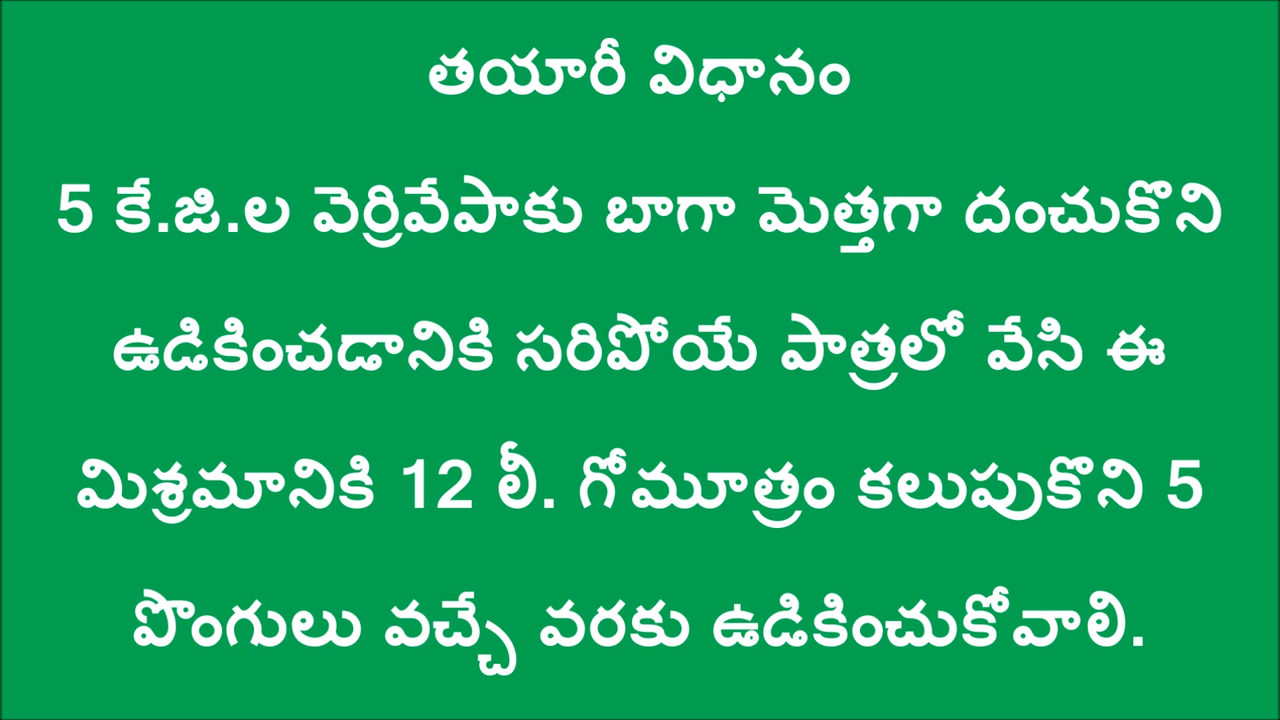 తయారీ విధానం
5 కే.జి.ల వెర్రివేపాకు బాగా మెత్తగా దంచుకొని
ఉడికించడానికి సరిపోయే పాత్రలో వేసి ఈ
మిశ్రమానికి 12 లీ. గోమూత్రం కలుపుకొని 5
పొంగులు వచ్చే వరకు ఉడికించుకోవాలి.